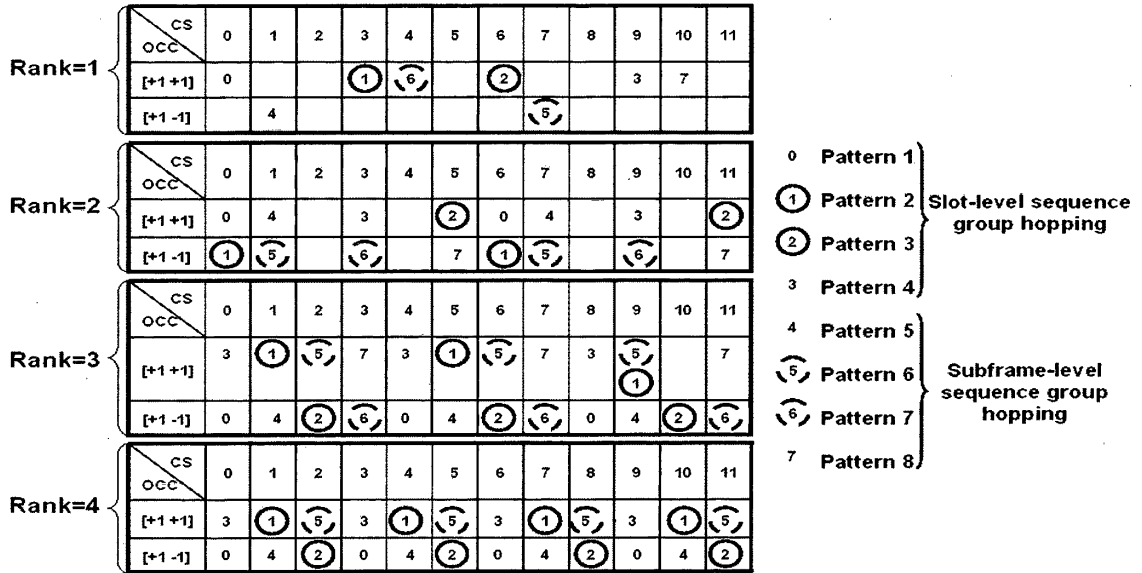 Rank=1
CS OCC 0 1 2 3 4 5 6 7 8 9 10 11
[+1 +1] 0 1 6 2 3 7
[+1 -1] 4 5
Rank=2
CS OCC 0 1 2 3 4 5 6 7 8 9 10 11
[+1 +1] 0 4 3 2 0 4 3 2
[+1 -1] 1 5 6 7 1 5 6 7
Rank=3
CS OCC 0 1 2 3 4 5 6 7 8 9 10 11
[+1 +1] 3 1 5 7 3 1 5 7 3 5 7
1
[+1 -1] 0 4 2 6 0 4 2 6 0 4 2 6
Rank=4
CS OCC 0 1 2 3 4 5 6 7 8 9 10 11
[+1 +1] 3 1 5 3 1 5 3 1 5 3 1 5
[+1 -1] 0 4 2 0 4 2 0 4 2 0 4 2
0 Pattern 1
1 Pattern 2
2 Pattern 3
3 Pattern 4
Slot-level sequence
group hopping
4 Pattern 5
5 Pattern 6
6 Pattern 7
7 Pattern 8
Subframe-level
sequence group
hopping